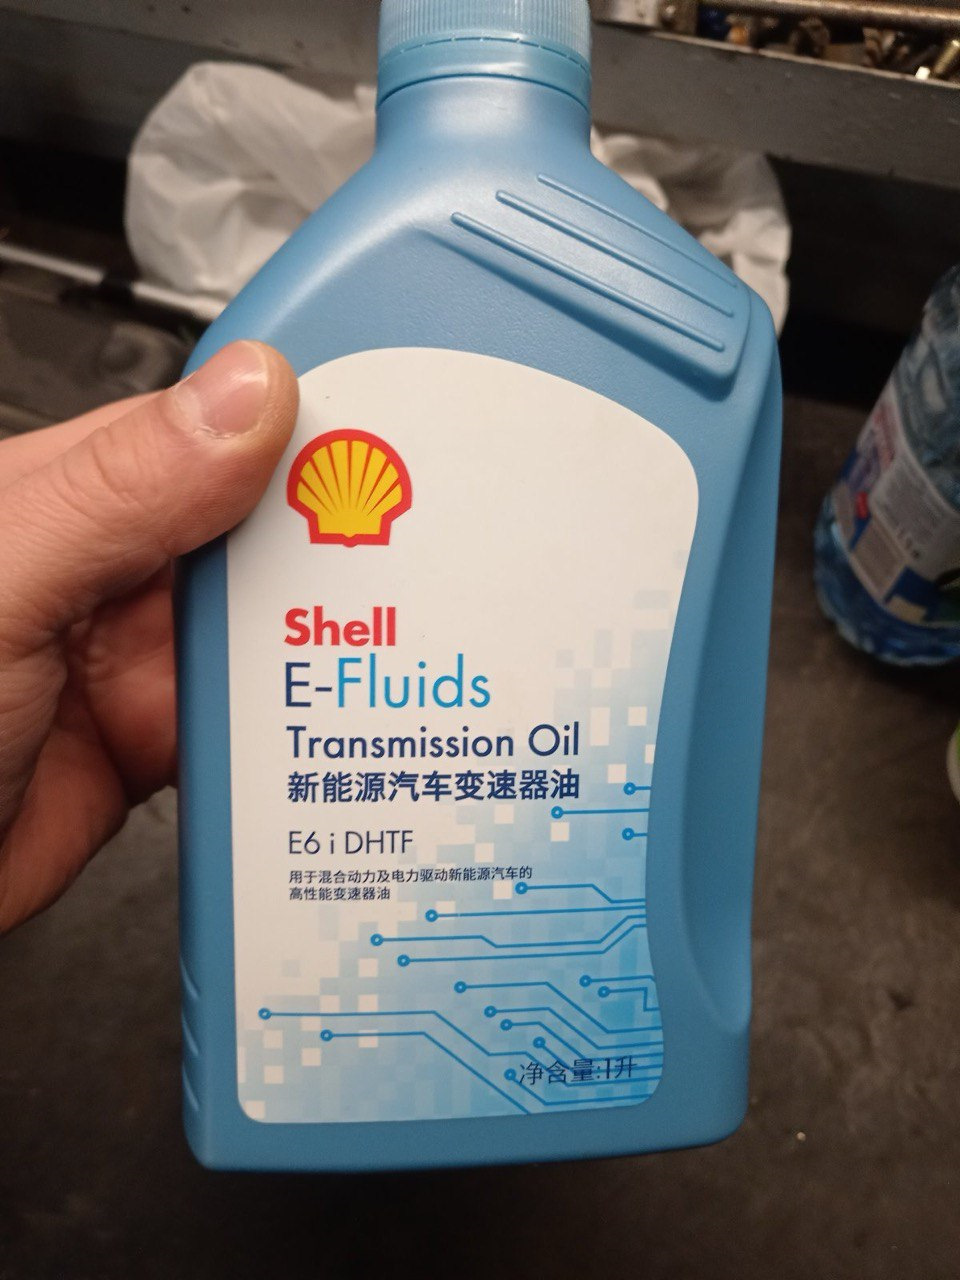 Shell
E-Fluids
Transmission Oil
新能源汽车变速器油
E6 i DHTF
用于混合动力及电力驱动新能源汽车的
高性能变速器油
净含量:1升